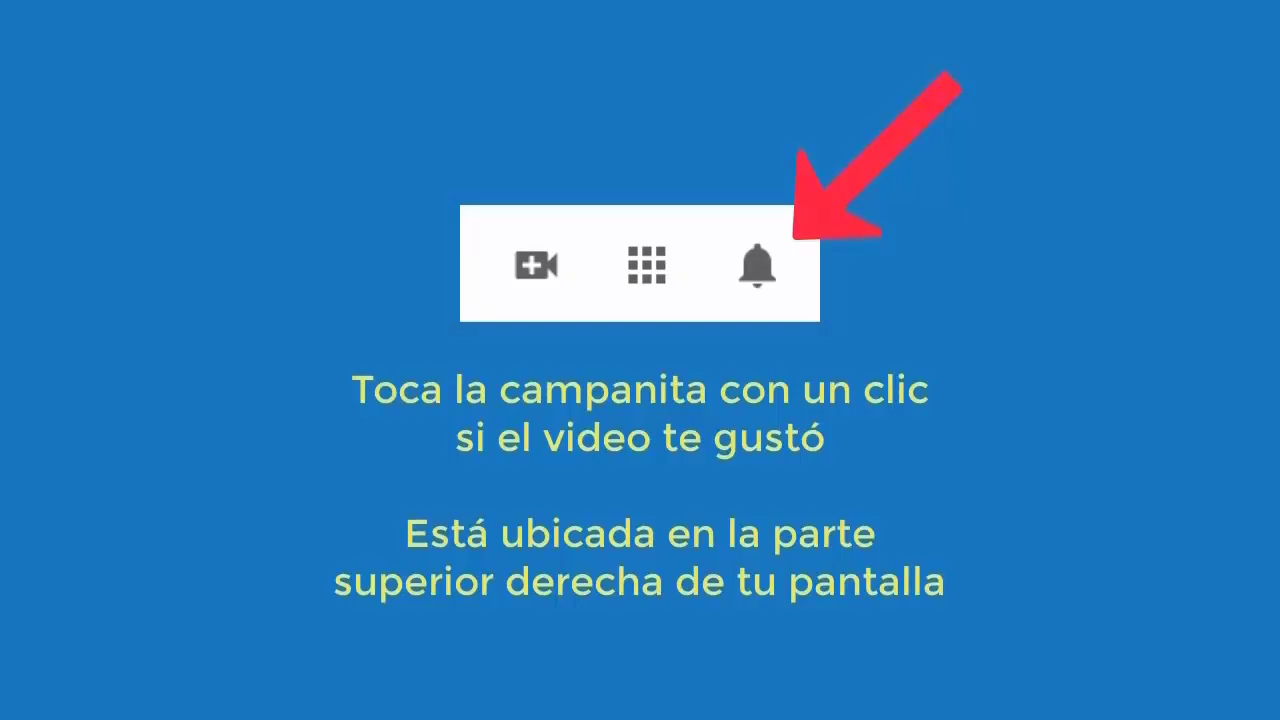 Toca la campanita con un clic
si el video te gustó
Está ubicada en la parte
superior derecha de tu pantalla